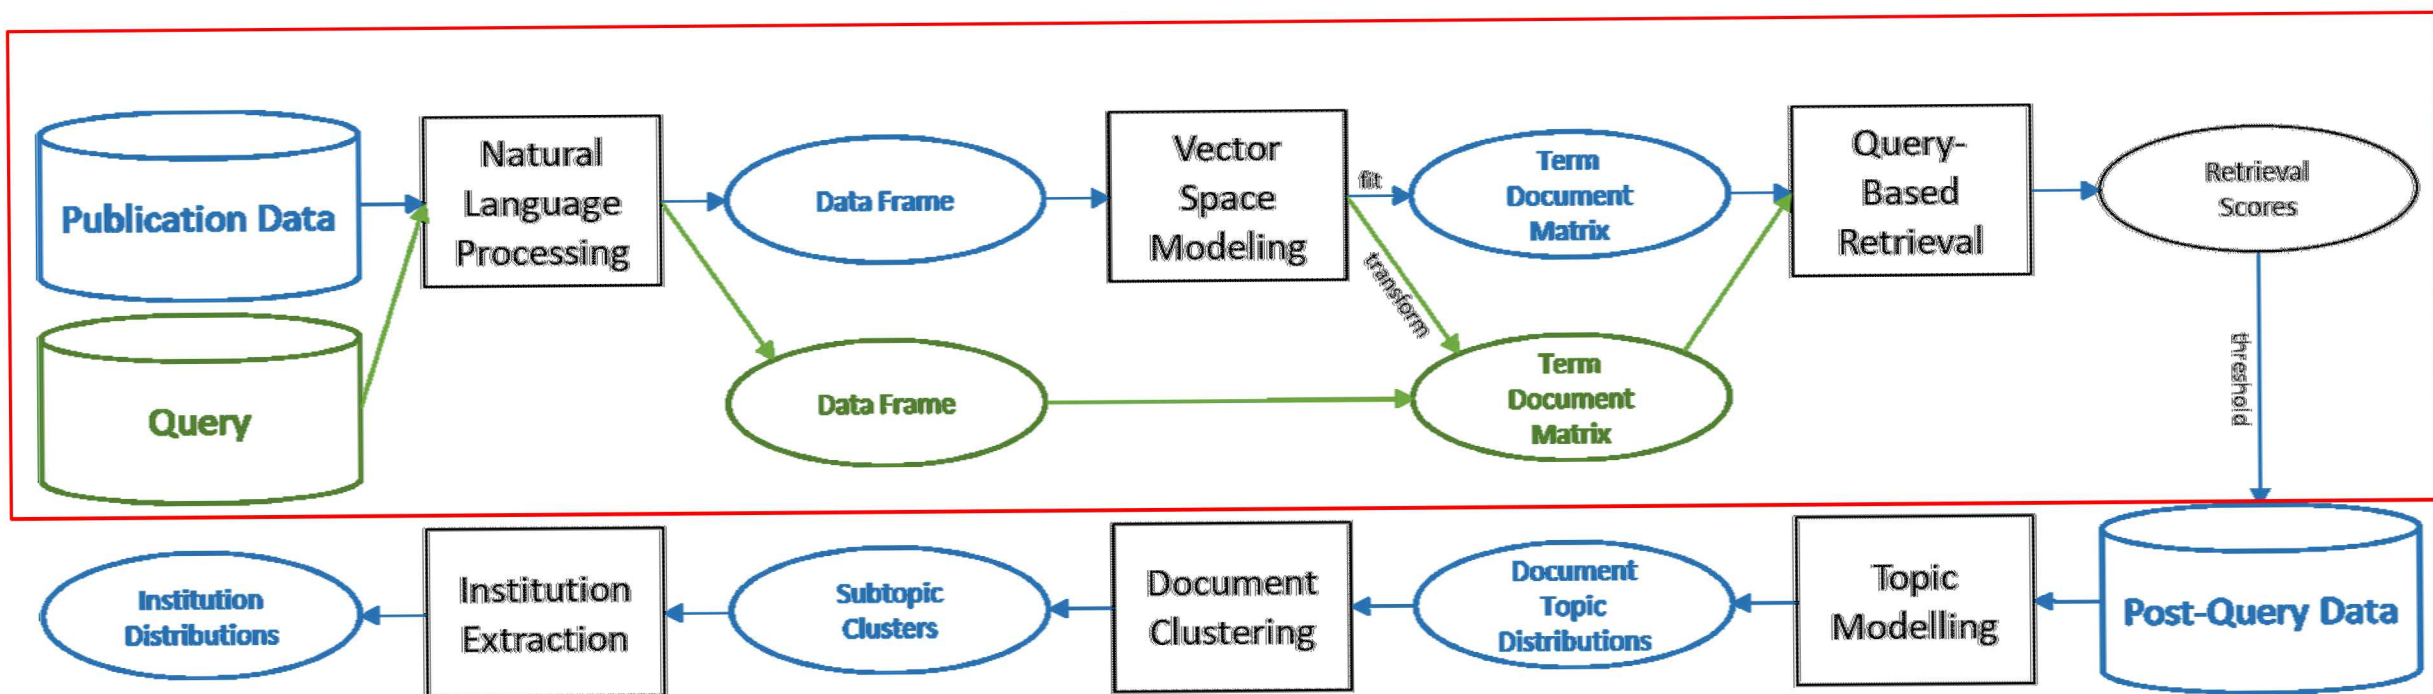 Publication Data
Natural
Language
Processing
Data Frame
Vector
Space
Modeling
fit
transform
Term
Document
Matrix
Query-
Based
Retrieval
Retrieval
Scores
Query
Data Frame
Term
Document
Matrix
threshold
Institution
Distributions
Institution
Extraction
Subtopic
Clusters
Document
Clustering
Document
Topic
Distributions
Topic
Modelling
Post-Query Data